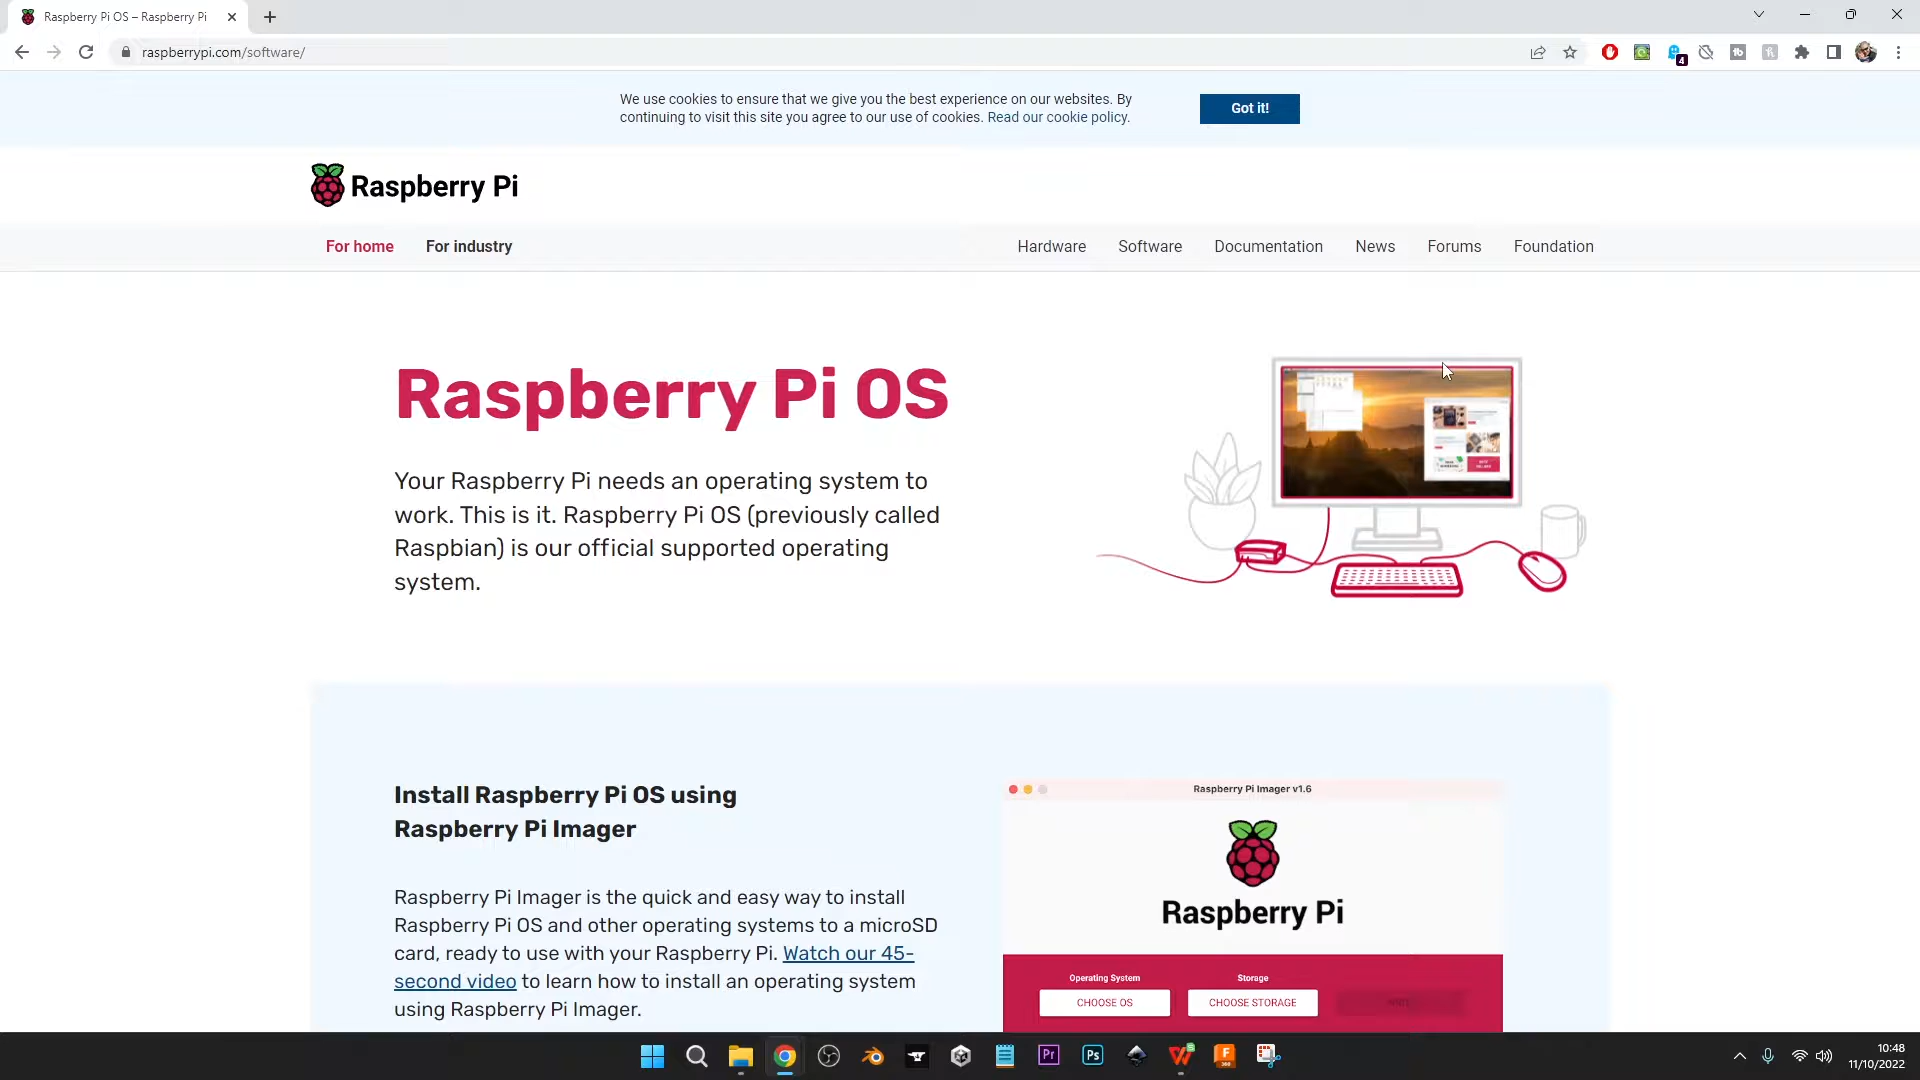 Raspberry Pi OS – Raspberry Pi
raspberrypi.com/software/
4
We use cookies to ensure that we give you the best experience on our websites. By
continuing to visit this site you agree to our use of cookies. Read our cookie policy.
Got it!
Raspberry Pi
For home
For industry
Hardware
Software
Documentation
News
Forums
Foundation
Raspberry Pi OS
Your Raspberry Pi needs an operating system to
work. This is it. Raspberry Pi OS (previously called
Raspbian) is our official supported operating
system.
Install Raspberry Pi OS using
Raspberry Pi Imager
Raspberry Pi Imager is the quick and easy way to install
Raspberry Pi OS and other operating systems to a microSD
card, ready to use with your Raspberry Pi. Watch our 45-
second video to learn how to install an operating system
using Raspberry Pi Imager.
Raspberry Pi Imager v1.6
Raspberry Pi
Operating System
Storage
CHOOSE OS
CHOOSE STORAGE
Pr
Ps
F
360
10:48
11/10/2022